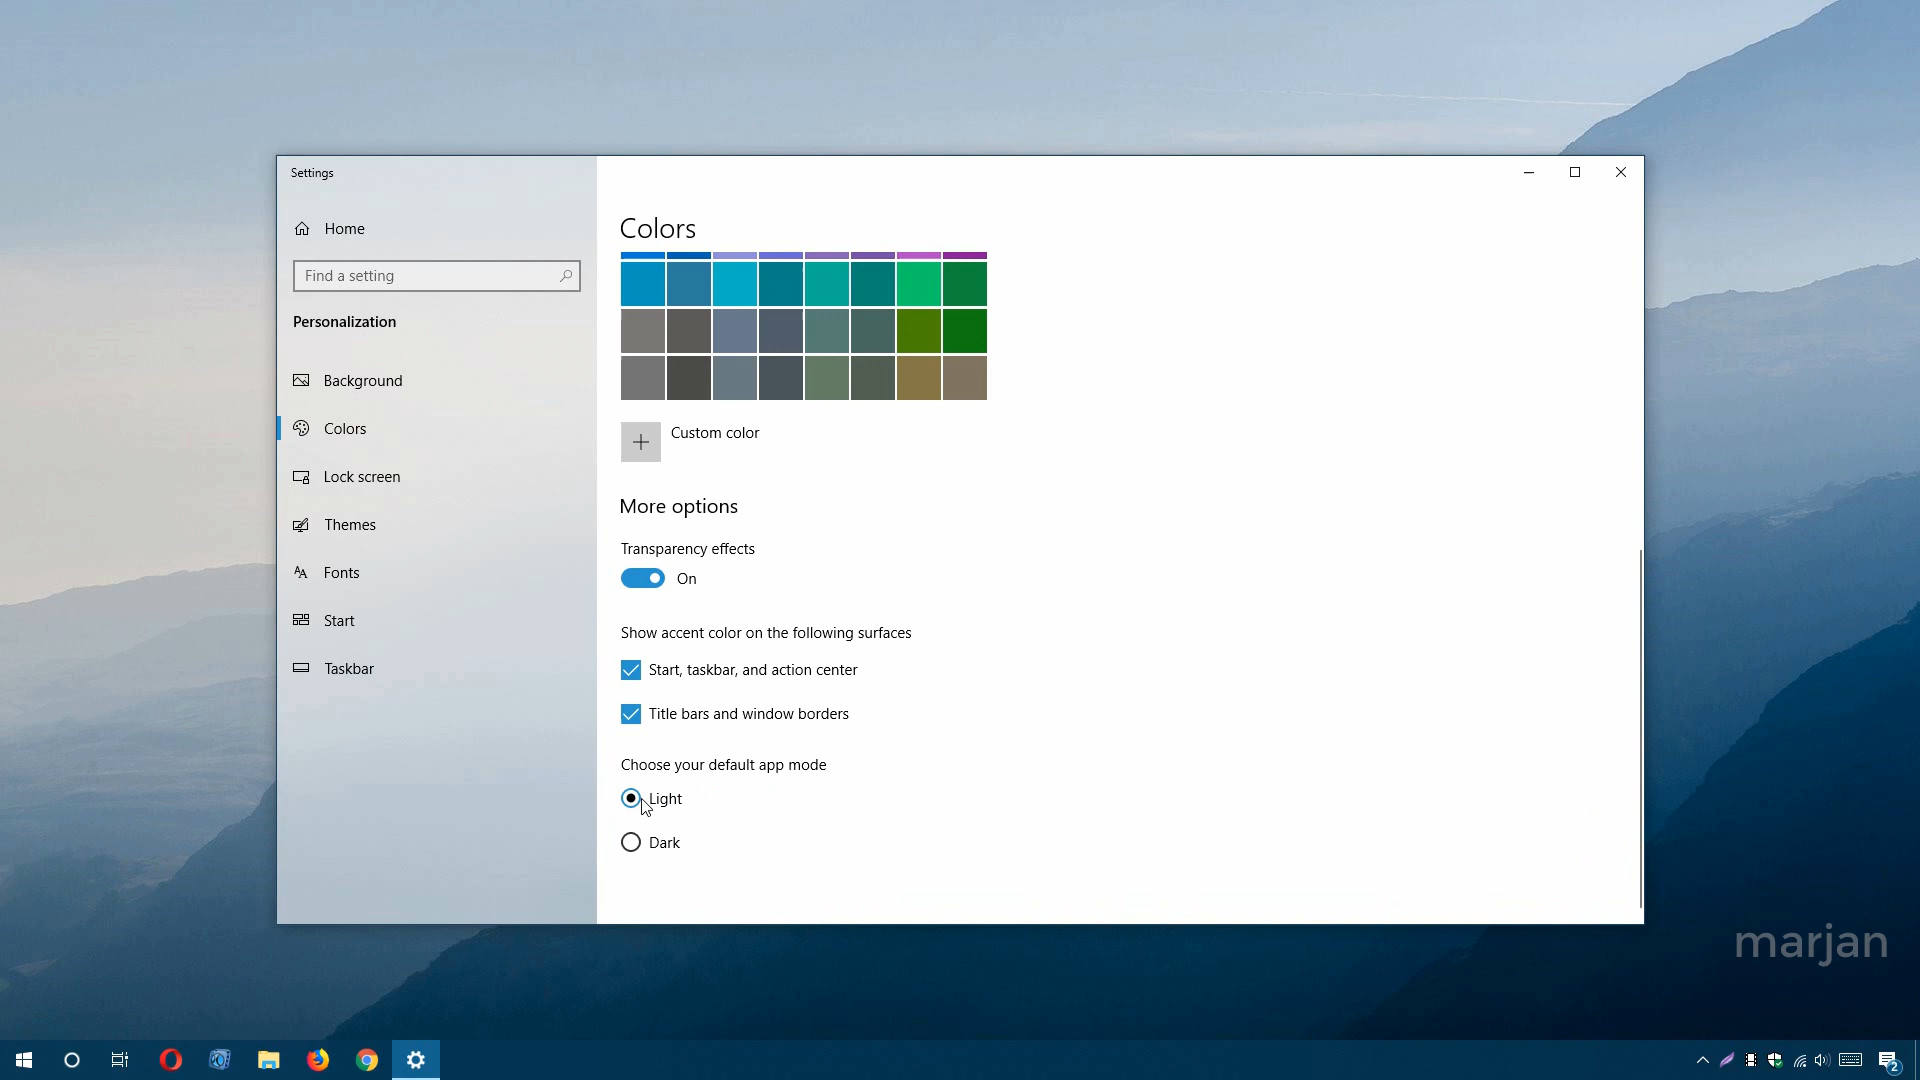 Settings
Home
Find a setting
Personalization
Background
Colors
Lock screen
Themes
Fonts
Start
Taskbar
Colors
Custom color
More options
Transparency effects
On
Show accent color on the following surfaces
Start, taskbar, and action center
Title bars and window borders
Choose your default app mode
Light
Dark
marjan
2